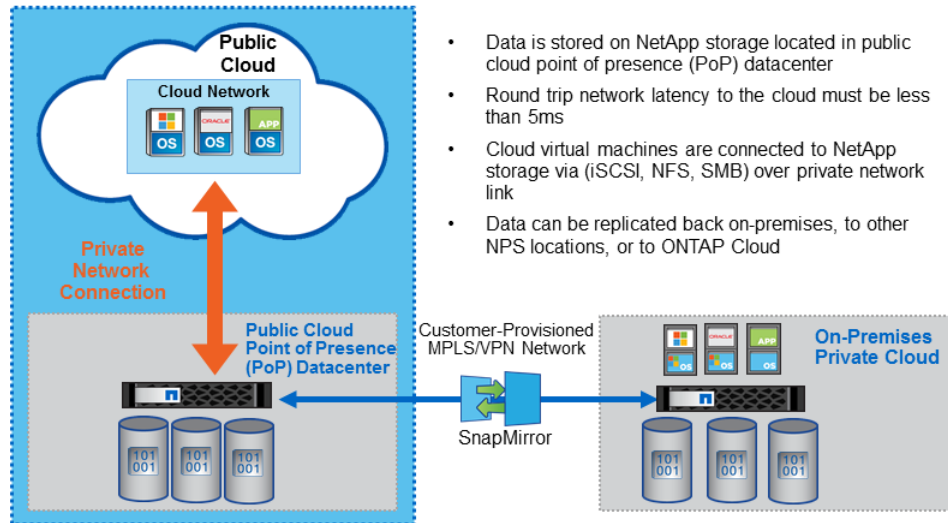 Public
Cloud
Cloud Network
ORACLE
APP
OS
OS
OS
Private
Network
Connection
Public Cloud
Point of Presence
(PoP) Datacenter
101
001
101
001
101
001
• Data is stored on NetApp storage located in public
cloud point of presence (PoP) datacenter
• Round trip network latency to the cloud must be less
than 5ms
• Cloud virtual machines are connected to NetApp
storage via (iSCSI, NFS, SMB) over private network
link
• Data can be replicated back on-premises, to other
NPS locations, or to ONTAP Cloud
Customer-Provisioned
MPLS/VPN Network
SnapMirror
ORACLE
APP
OS
OS
OS
On-Premises
Private Cloud
101
001
101
001
101
001